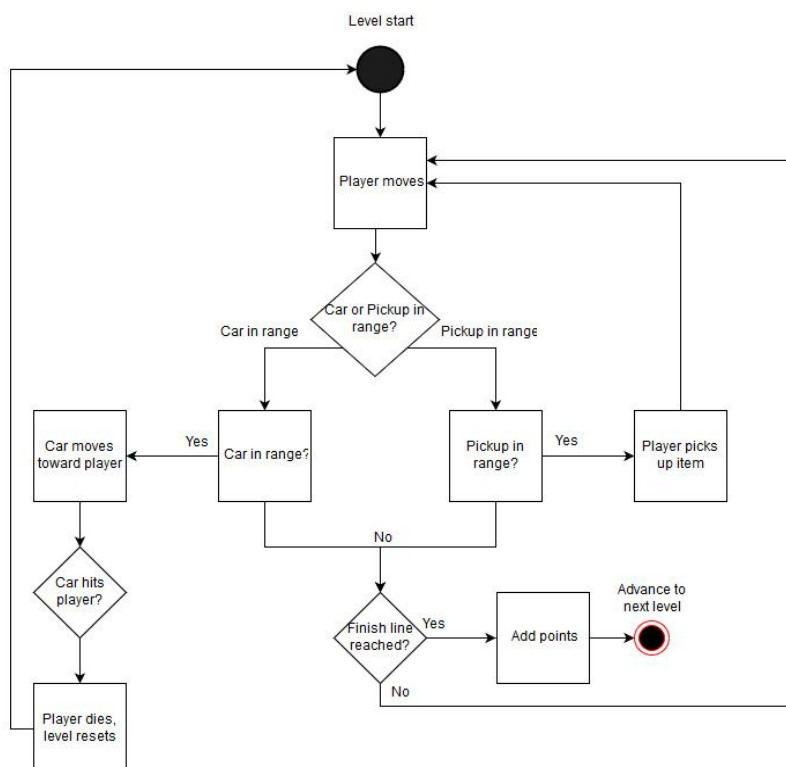 Level start
Player moves
Car or Pickup in
range?
Car in range
Pickup in range
Car moves
toward player
Yes
Car in range?
Pickup in
range?
Yes
Player picks
up item
No
Car hits
player?
Finish line
reached?
Yes
Add points
Advance to
next level
No
Player dies,
level resets